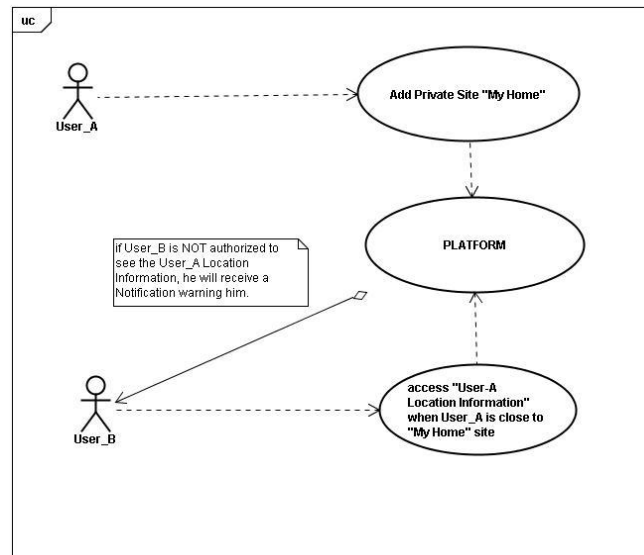 uc
User_A
Add Private Site "My Home"
if User_B is NOT authorized to
see the User_A Location
Information, he will receive a
Notification warning him.
PLATFORM
User_B
access "User-A
Location Information"
when User_A is close to
"My Home" site